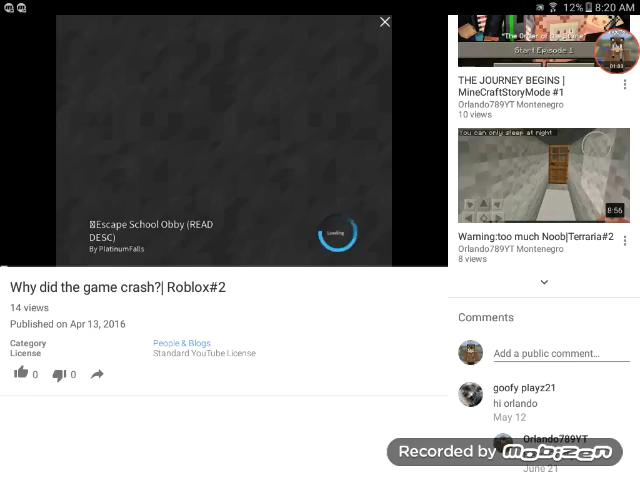 12% 8:20 AM
Escape School Obby (READ
DESC)
By PlatinumFalls
Loading
Why did the game crash?| Roblox#2
14 views
Published on Apr 13, 2016
Category People & Blogs
License Standard YouTube License
0 0
"The Order of the Stone"
Start Episode 1
01:03
THE JOURNEY BEGINS |
MineCraftStoryMode #1
Orlando789YT Montenegro
10 views
You can only sleep at night
8:56
Warning:too much Noob|Terraria#2
Orlando789YT Montenegro
8 views
Comments
Add a public comment...
goofy playz21
hi orlando
May 12
Orlando789YT
Recorded by Mobizen
June 21